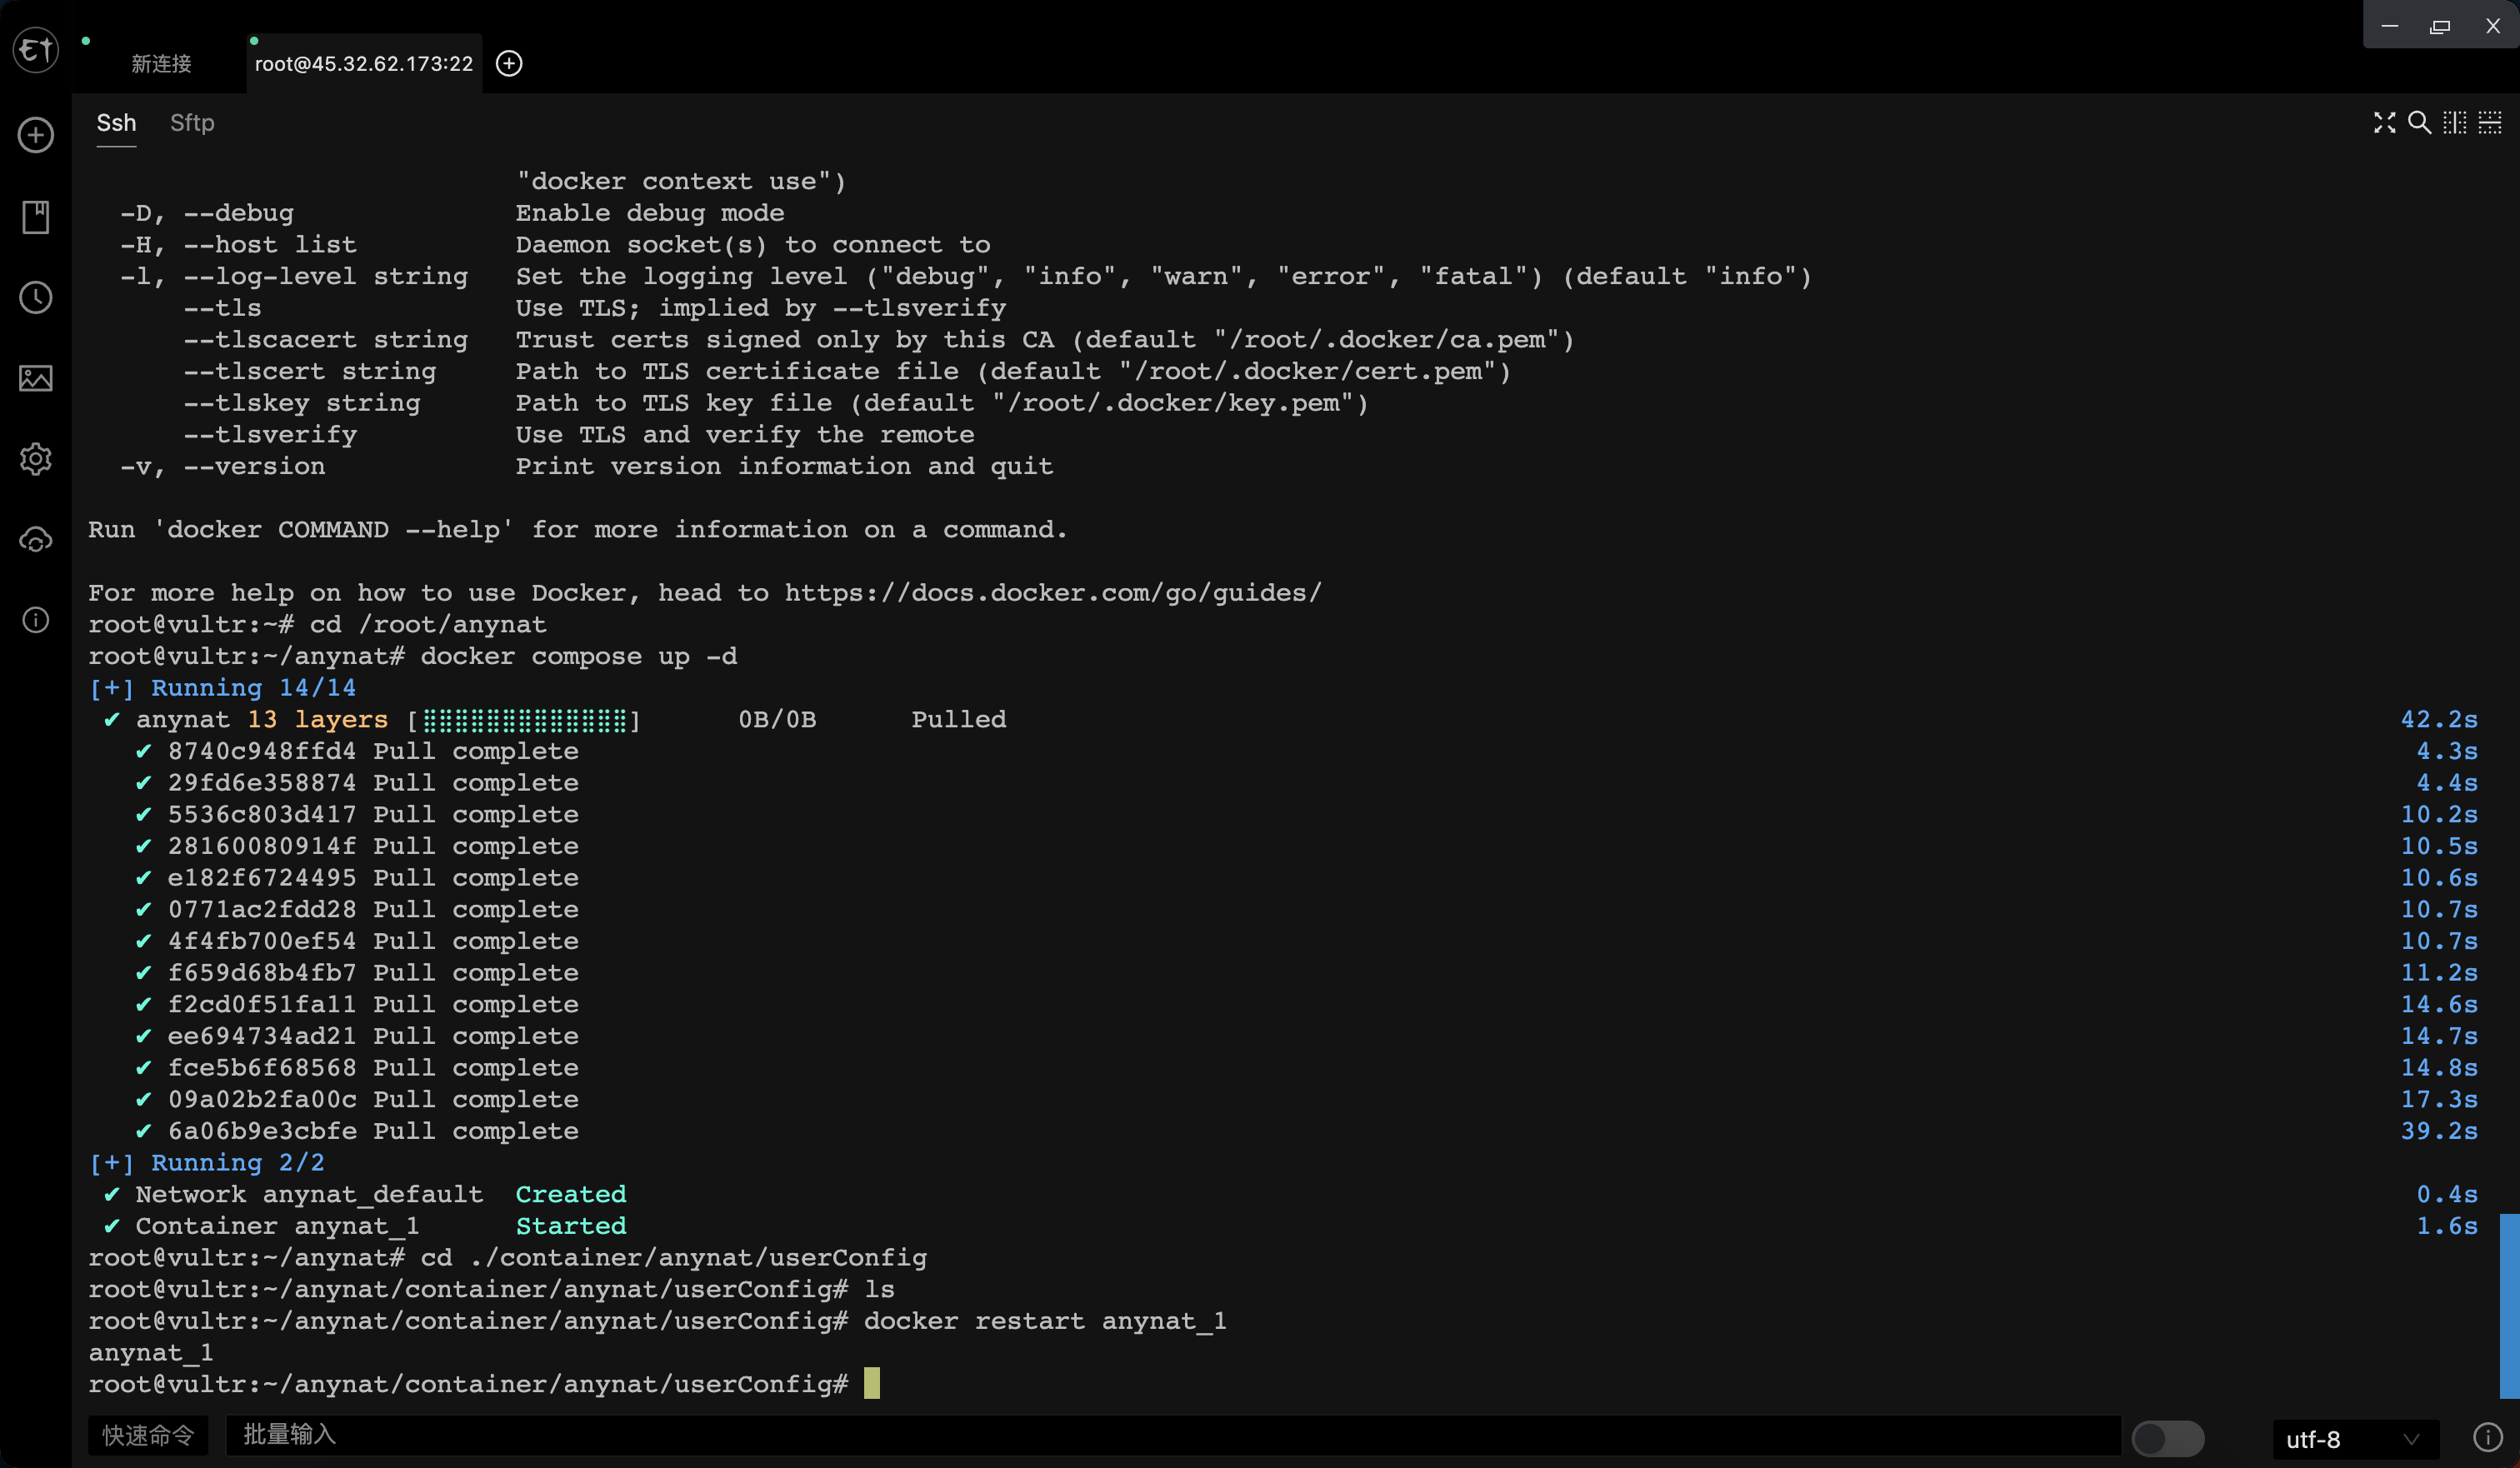 新连接
root@45.32.62.173:22
Ssh Sftp
"docker context use")
-D, --debug Enable debug mode
-H, --host list Daemon socket(s) to connect to
-l, --log-level string Set the logging level ("debug", "info", "warn", "error", "fatal") (default "info")
--tls Use TLS; implied by --tlsverify
--tlscacert string Trust certs signed only by this CA (default "/root/.docker/ca.pem")
--tlscert string Path to TLS certificate file (default "/root/.docker/cert.pem")
--tlskey string Path to TLS key file (default "/root/.docker/key.pem")
--tlsverify Use TLS and verify the remote
-v, --version Print version information and quit
Run 'docker COMMAND --help' for more information on a command.
For more help on how to use Docker, head to https://docs.docker.com/go/guides/
root@vultr:~# cd /root/anynat
root@vultr:~/anynat# docker compose up -d
[+] Running 14/14
✔ anynat 13 layers [⣿⣿⣿⣿⣿⣿⣿⣿⣿⣿⣿⣿⣿] 0B/0B Pulled 42.2s
✔ 8740c948ffd4 Pull complete 4.3s
✔ 29fd6e358874 Pull complete 4.4s
✔ 5536c803d417 Pull complete 10.2s
✔ 28160080914f Pull complete 10.5s
✔ e182f6724495 Pull complete 10.6s
✔ 0771ac2fdd28 Pull complete 10.7s
✔ 4f4fb700ef54 Pull complete 10.7s
✔ f659d68b4fb7 Pull complete 11.2s
✔ f2cd0f51fa11 Pull complete 14.6s
✔ ee694734ad21 Pull complete 14.7s
✔ fce5b6f68568 Pull complete 14.8s
✔ 09a02b2fa00c Pull complete 17.3s
✔ 6a06b9e3cbfe Pull complete 39.2s
[+] Running 2/2
✔ Network anynat_default Created 0.4s
✔ Container anynat_1 Started 1.6s
root@vultr:~/anynat# cd ./container/anynat/userConfig
root@vultr:~/anynat/container/anynat/userConfig# ls
root@vultr:~/anynat/container/anynat/userConfig# docker restart anynat_1
anynat_1
root@vultr:~/anynat/container/anynat/userConfig#
快速命令 批量输入 utf-8